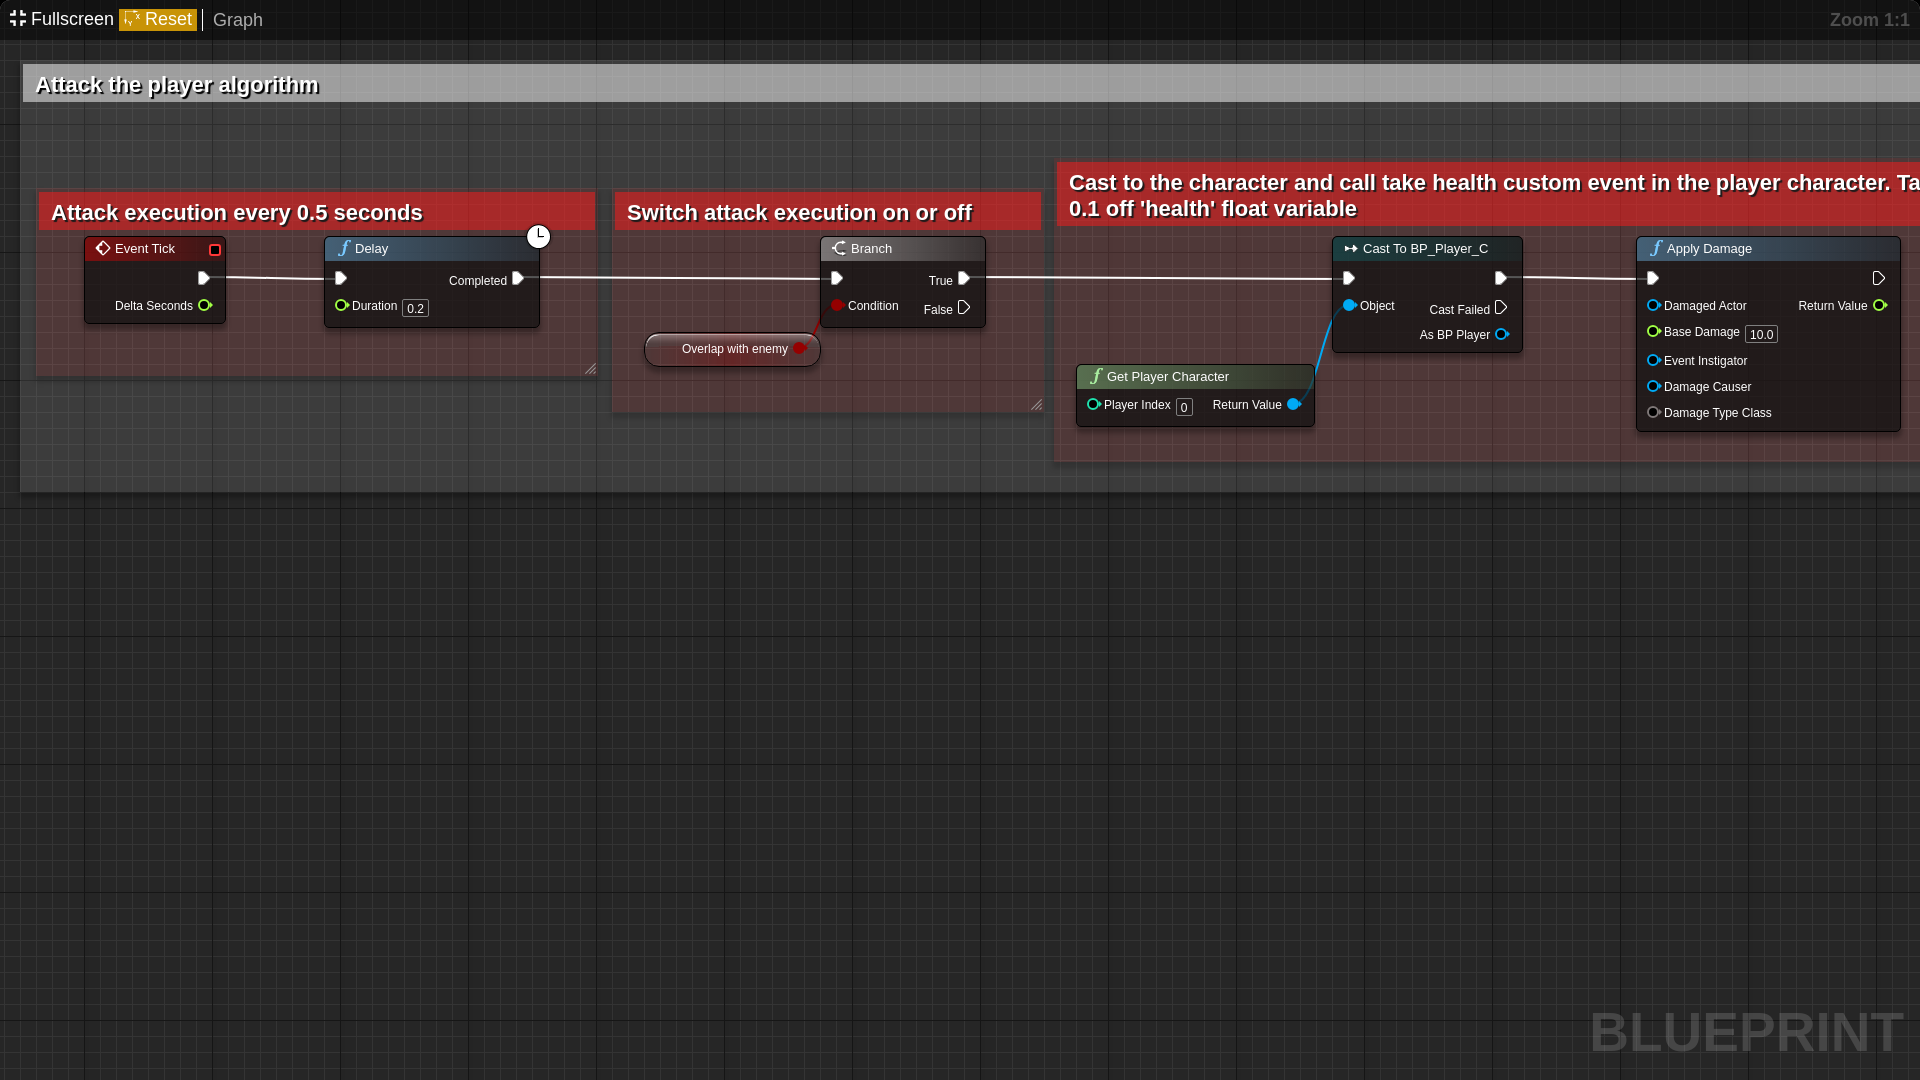 Fullscreen Reset Graph Zoom 1:1
Attack the player algorithm
Attack execution every 0.5 seconds
Event Tick
Delta Seconds
Delay
Completed
Duration 0.2
Switch attack execution on or off
Branch
True
Condition
False
Overlap with enemy
Cast to the character and call take health custom event in the player character. Ta
0.1 off 'health' float variable
Cast To BP_Player_C
Object
Cast Failed
As BP Player
Get Player Character
Player Index 0 Return Value
Apply Damage
Damaged Actor Return Value
Base Damage 10.0
Event Instigator
Damage Causer
Damage Type Class
BLUEPRINT